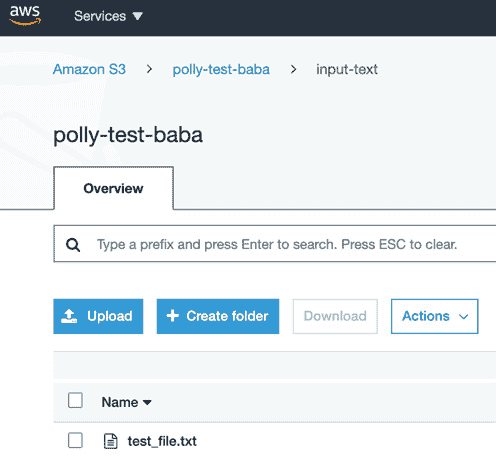 aws
Services
Amazon S3 > polly-test-baba > input-text
polly-test-baba
Overview
Type a prefix and press Enter to search. Press ESC to clear.
Upload Create folder Download Actions
Name
test_file.txt